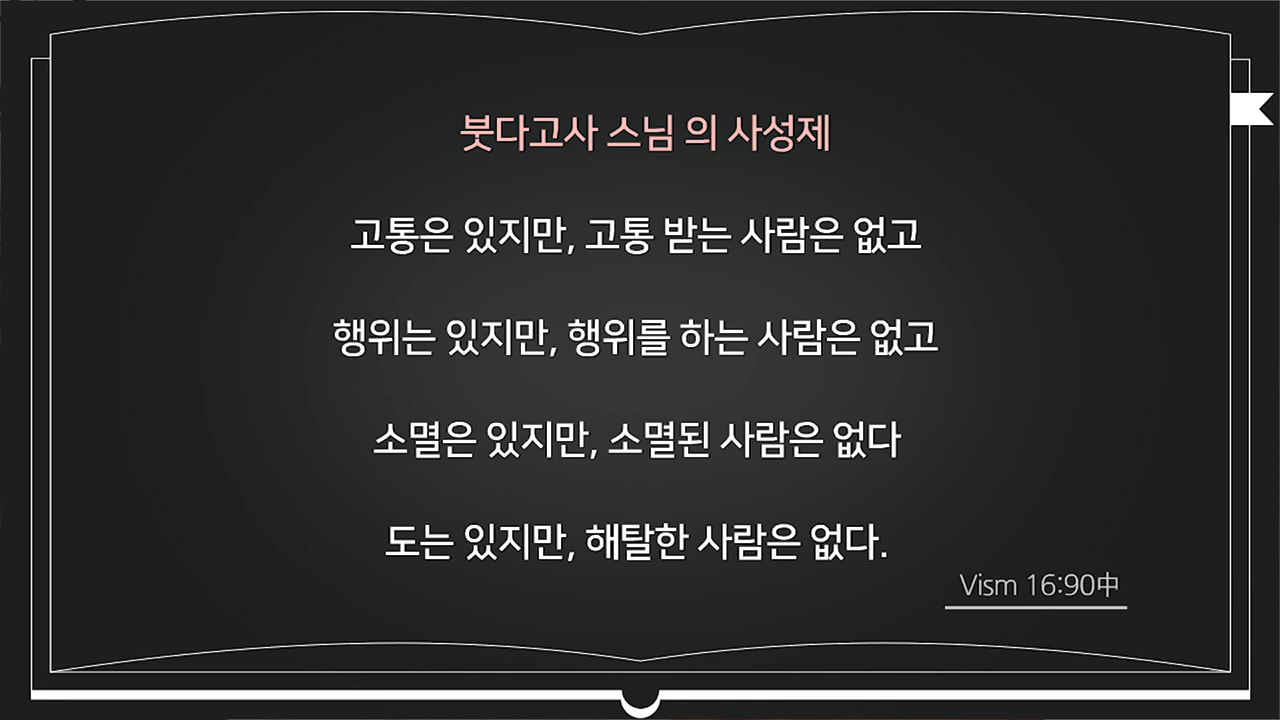 붓다고사 스님 의 사성제
고통은 있지만, 고통 받는 사람은 없고
행위는 있지만, 행위를 하는 사람은 없고
소멸은 있지만, 소멸된 사람은 없다
도는 있지만, 해탈한 사람은 없다.
Vism 16:90中